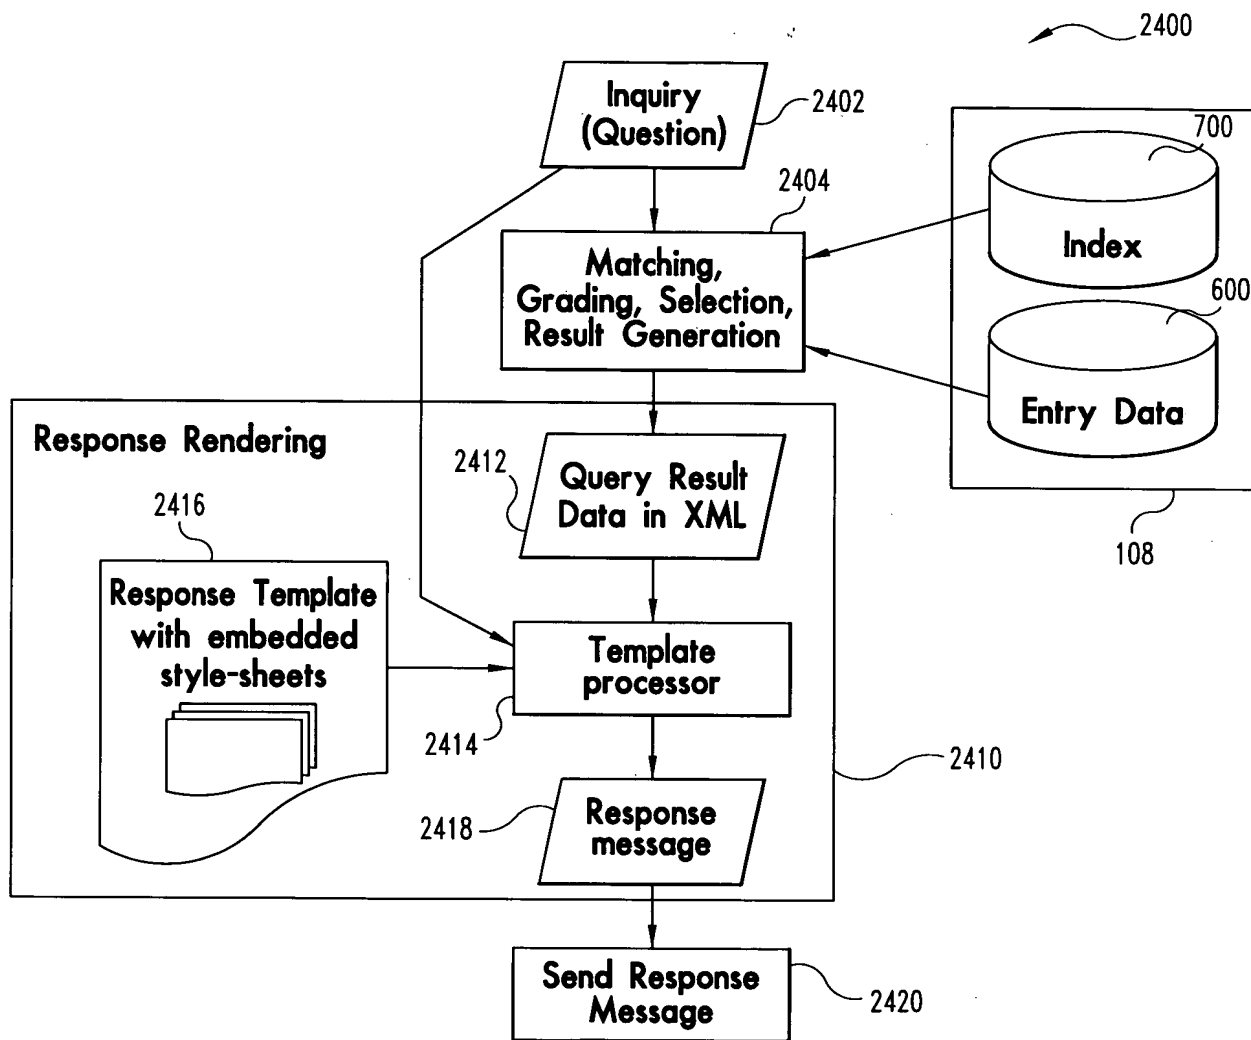 2400
Inquiry
(Question)
2402
700
Index
2404
Matching,
Grading, Selection,
Result Generation
600
Entry Data
108
Response Rendering
2412
Query Result
Data in XML
2416
Response Template
with embedded
style-sheets
Template
processor
2414
2410
2418
Response
message
Send Response
Message
2420